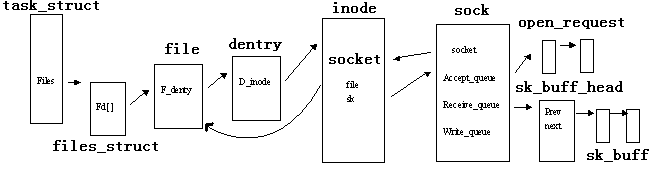 task_struct
Files
Fd[]
files_struct
file
F_denty
dentry
D_inode
inode
socket
file
sk
sock
socket
Accept_queue
Receive_queue
Write_queue
open_request
sk_buff_head
Prev
next
sk_buff